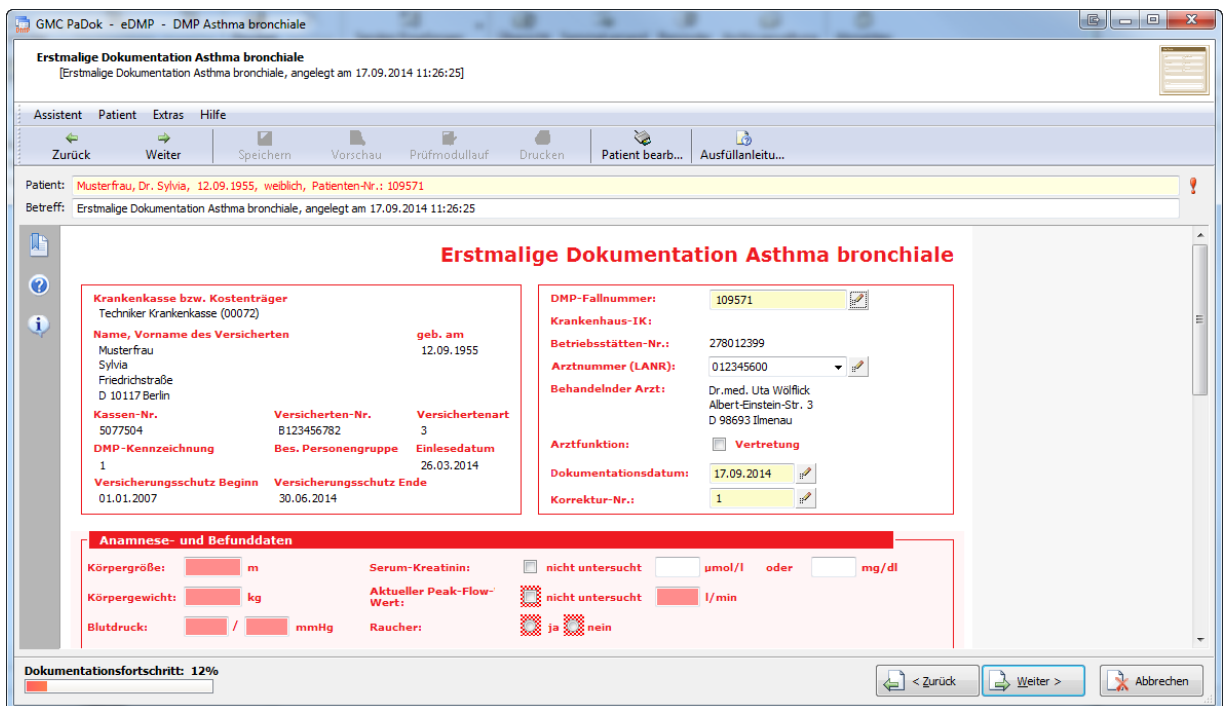 GMC PaDok - eDMP - DMP Asthma bronchiale
Erstmalige Dokumentation Asthma bronchiale
[Erstmalige Dokumentation Asthma bronchiale, angelegt am 17.09.2014 11:26:25]
Assistent Patient Extras Hilfe
Zurück Weiter Speichern Vorschau Prüfmodullauf Drucken Patient bearb... Ausfüllanleitu...
Patient: Musterfrau, Dr. Sylvia, 12.09.1955, weiblich, Patienten-Nr.: 109571
Betreff: Erstmalige Dokumentation Asthma bronchiale, angelegt am 17.09.2014 11:26:25
Erstmalige Dokumentation Asthma bronchiale
Krankenkasse bzw. Kostenträger
Techniker Krankenkasse (00072)
Name, Vorname des Versicherten geb. am
Musterfrau 12.09.1955
Sylvia
Friedrichstraße
D 10117 Berlin
Kassen-Nr. Versicherten-Nr. Versichertenart
5077504 B123456782 3
DMP-Kennzeichnung Bes. Personengruppe Einlesedatum
1 26.03.2014
Versicherungsschutz Beginn Versicherungsschutz Ende
01.01.2007 30.06.2014
DMP-Fallnummer: 109571
Krankenhaus-IK:
Betriebsstätten-Nr.: 278012399
Arztnummer (LANR): 012345600
Behandelnder Arzt: Dr.med. Uta Wölflick
Albert-Einstein-Str. 3
D 98693 Ilmenau
Arztfunktion: Vertretung
Dokumentationsdatum: 17.09.2014
Korrektur-Nr.: 1
Anamnese- und Befunddaten
Körpergröße: m Serum-Kreatinin: nicht untersucht µmol/l oder mg/dl
Körpergewicht: kg Aktueller Peak-Flow-
Wert: nicht untersucht l/min
Blutdruck: / mmHg Raucher: ja nein
Dokumentationsfortschritt: 12%
< Zurück Weiter > Abbrechen